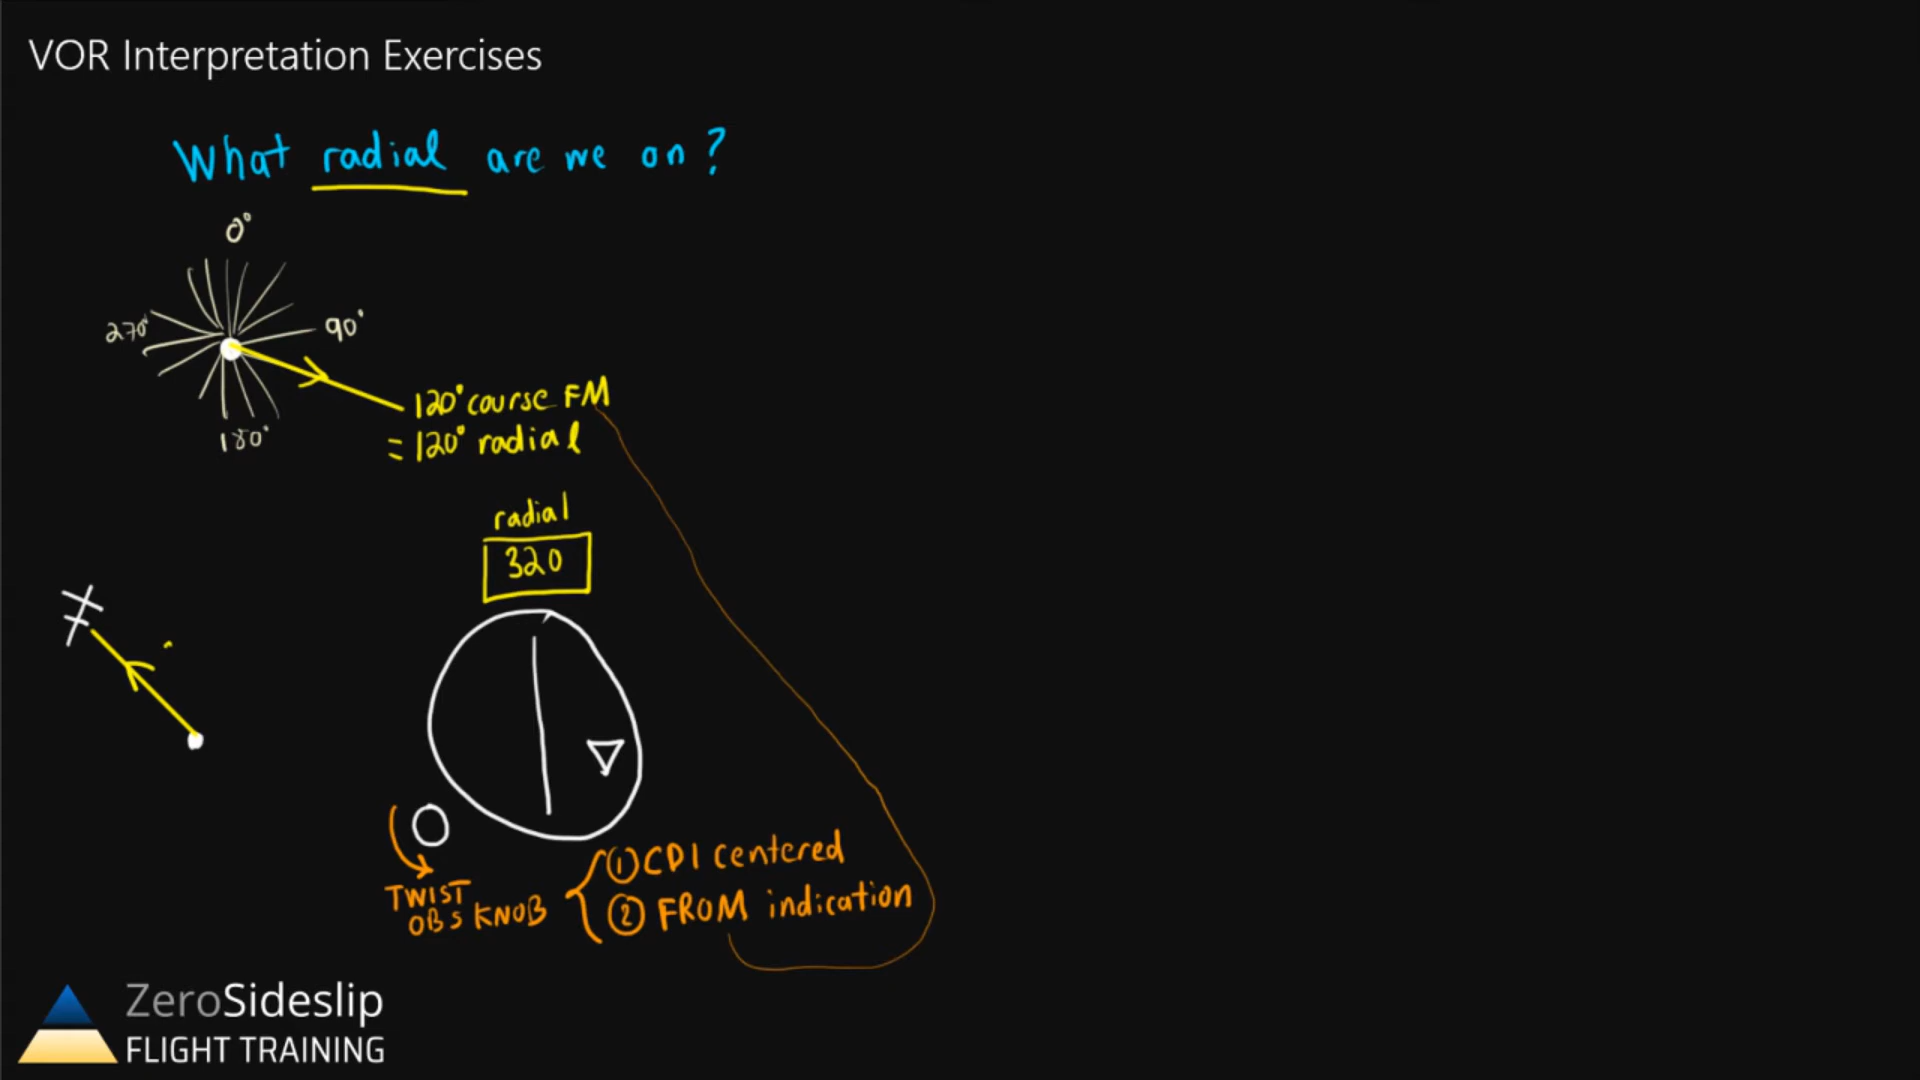 VOR Interpretation Exercises
What radial are we on?
0°
270°
90°
180°
120° course FM
= 120° radial
radial
320
TWIST
OBS KNOB
① CDI centered
② FROM indication
ZeroSideslip
FLIGHT TRAINING